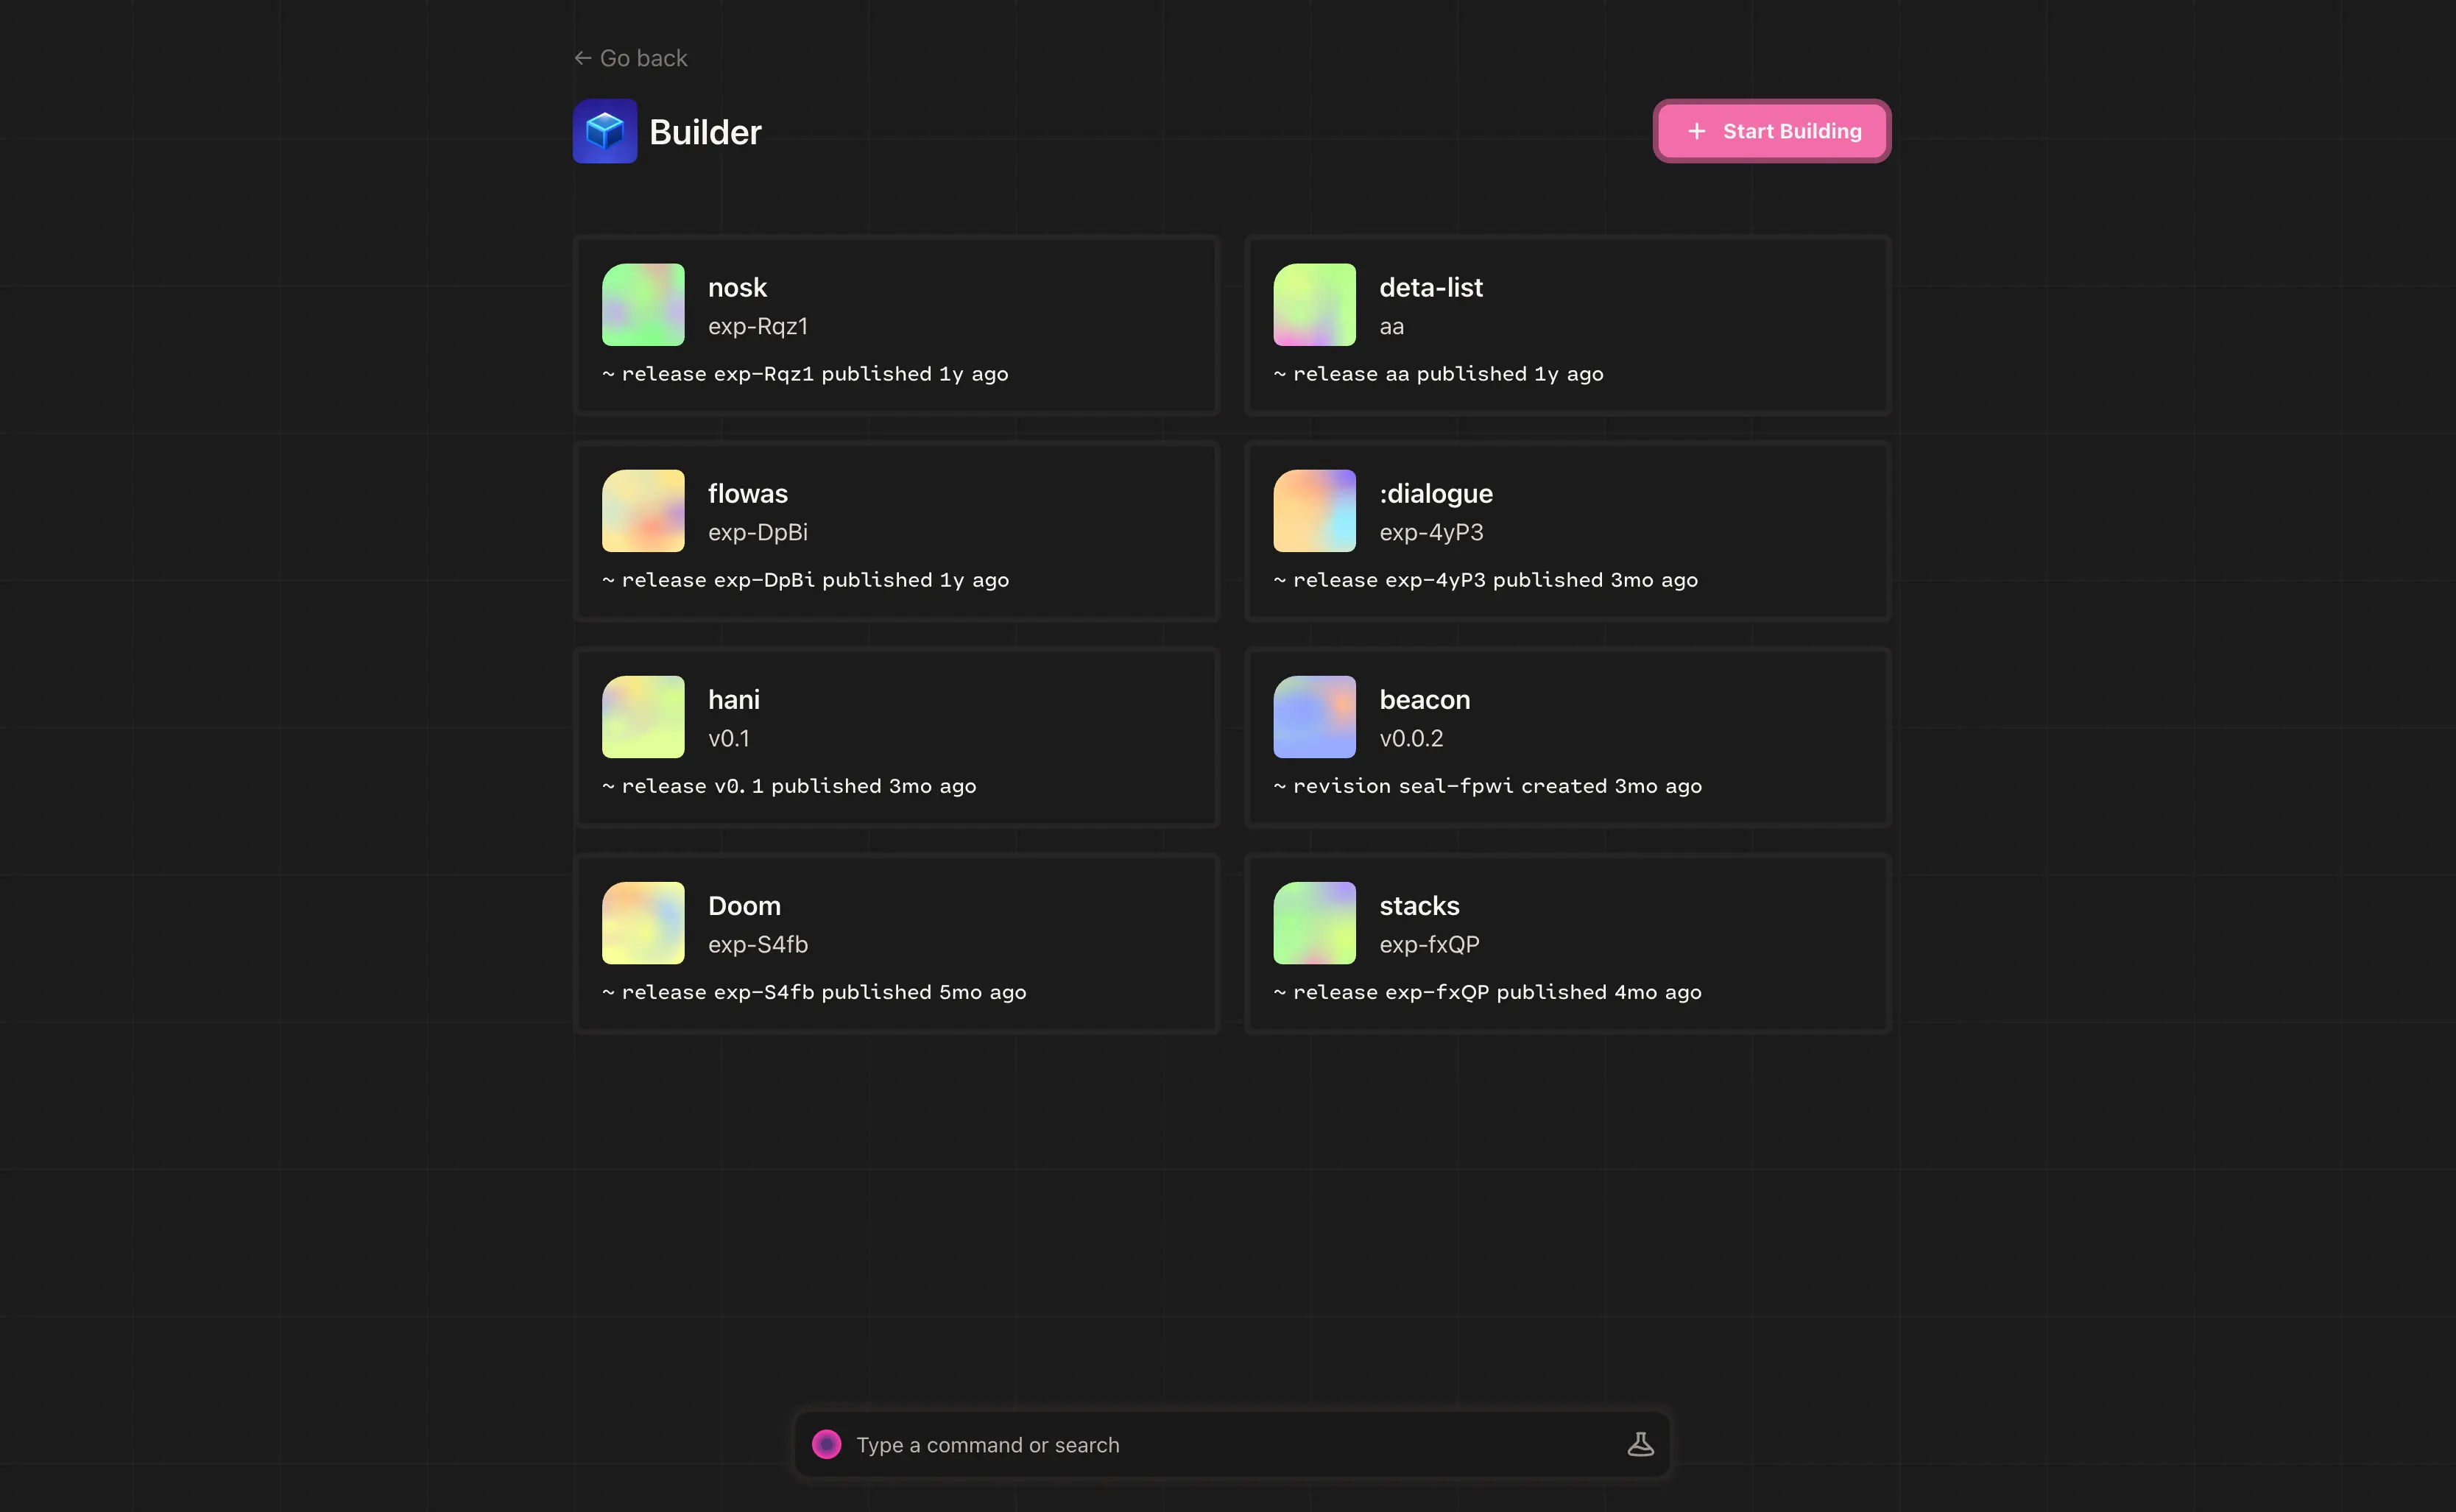 ← Go back
Builder
+ Start Building
nosk
exp-Rqz1
~ release exp-Rqz1 published 1y ago
deta-list
aa
~ release aa published 1y ago
flowas
exp-DpBi
~ release exp-DpBi published 1y ago
:dialogue
exp-4yP3
~ release exp-4yP3 published 3mo ago
hani
v0.1
~ release v0.1 published 3mo ago
beacon
v0.0.2
~ revision seal-fpwi created 3mo ago
Doom
exp-S4fb
~ release exp-S4fb published 5mo ago
stacks
exp-fxQP
~ release exp-fxQP published 4mo ago
Type a command or search